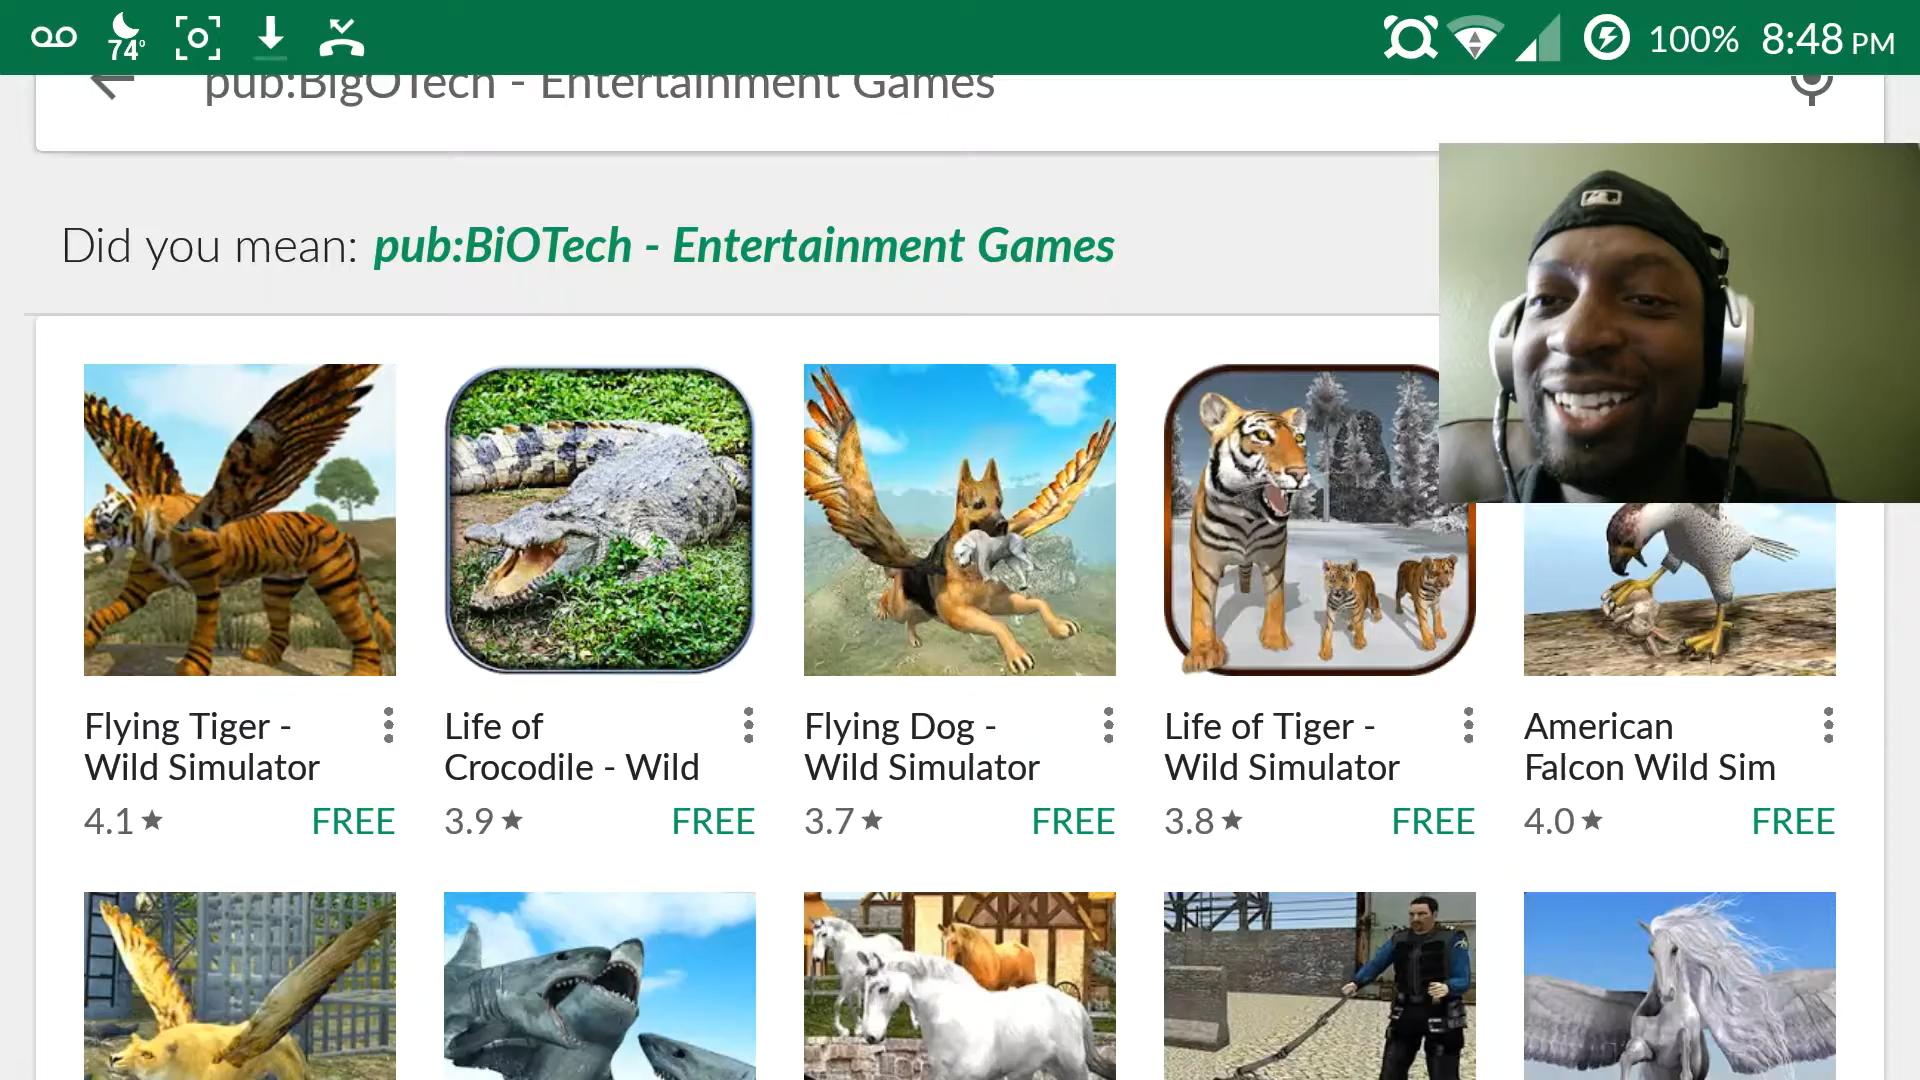 74°
100% 8:48 PM
pub:BigOTech - Entertainment Games
Did you mean: pub:BiOTech - Entertainment Games
Flying Tiger -
Wild Simulator
4.1★ FREE
Life of
Crocodile - Wild
3.9★ FREE
Flying Dog -
Wild Simulator
3.7★ FREE
Life of Tiger -
Wild Simulator
3.8★ FREE
American
Falcon Wild Sim
4.0★ FREE